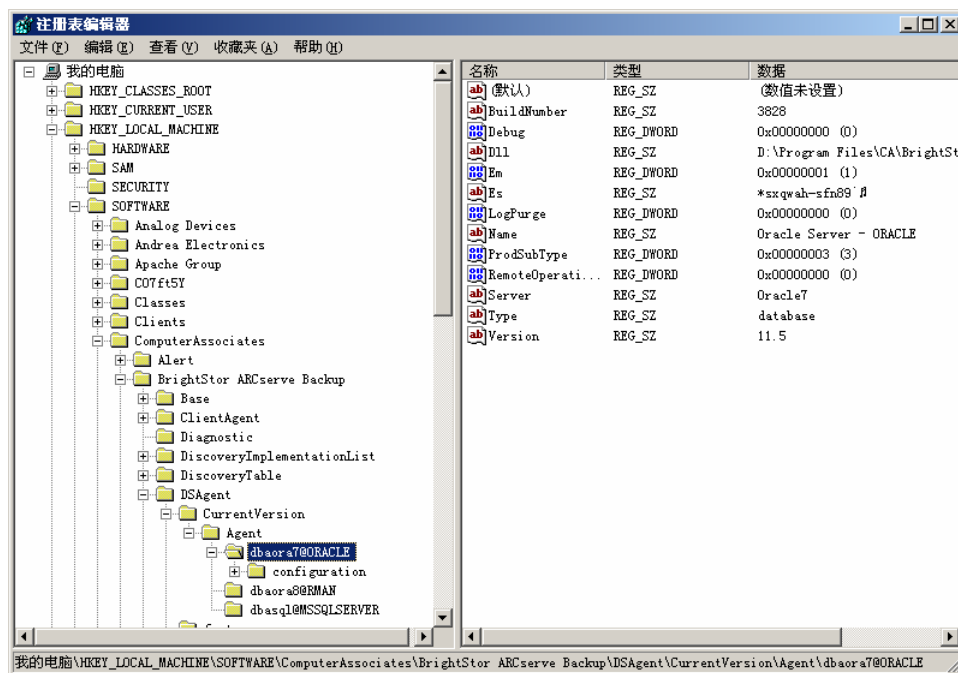 注册表编辑器
文件(F) 编辑(E) 查看(V) 收藏夹(A) 帮助(H)
我的电脑
HKEY_CLASSES_ROOT
HKEY_CURRENT_USER
HKEY_LOCAL_MACHINE
HARDWARE
SAM
SECURITY
SOFTWARE
Analog Devices
Andrea Electronics
Apache Group
CO7ft5Y
Classes
Clients
ComputerAssociates
Alert
BrightStor ARCserve Backup
Base
ClientAgent
Diagnostic
DiscoveryImplementationList
DiscoveryTable
DSAgent
CurrentVersion
Agent
dbaora7@ORACLE
configuration
dbaora8@RMAN
dbasql@MSSQLSERVER
名称 类型 数据
(默认) REG_SZ (数值未设置)
BuildNumber REG_SZ 3828
Debug REG_DWORD 0x00000000 (0)
Dll REG_SZ D:\Program Files\CA\BrightSt
Em REG_DWORD 0x00000001 (1)
Es REG_SZ *sxqwah-sfn89`♫
LogPurge REG_DWORD 0x00000000 (0)
Name REG_SZ Oracle Server - ORACLE
ProdSubType REG_DWORD 0x00000003 (3)
RemoteOperati... REG_DWORD 0x00000000 (0)
Server REG_SZ Oracle7
Type REG_SZ database
Version REG_SZ 11.5
我的电脑\HKEY_LOCAL_MACHINE\SOFTWARE\ComputerAssociates\BrightStor ARCserve Backup\DSAgent\CurrentVersion\Agent\dbaora7@ORACLE